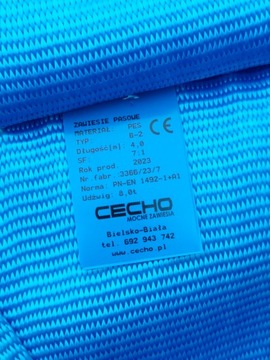 ZAWIESIE PASOWE
MATERIAŁ: PES
TYP: B-2
Długość[m]: 4,0
SF: 7:1
Rok prod. 2023
Nr fabr 3366/23/7
Norma: PN-EN 1492-1+A1
Udźwig: 8,0t
CE
CECHO
MOCNE ZAWIESIA
Bielsko-Biała
tel. 692 943 742
www.cecho.pl